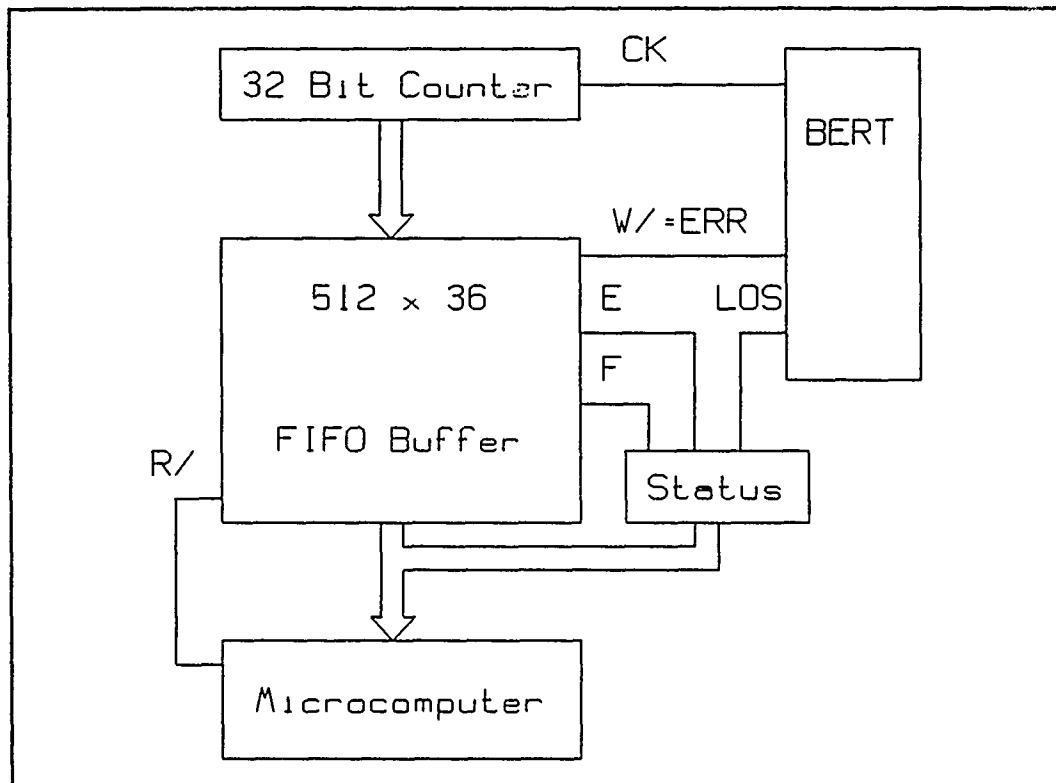 CK
32 Bit Counter
BERT
W/=ERR
512 x 36
E
LOS
F
FIFO Buffer
R/
Status
Microcomputer